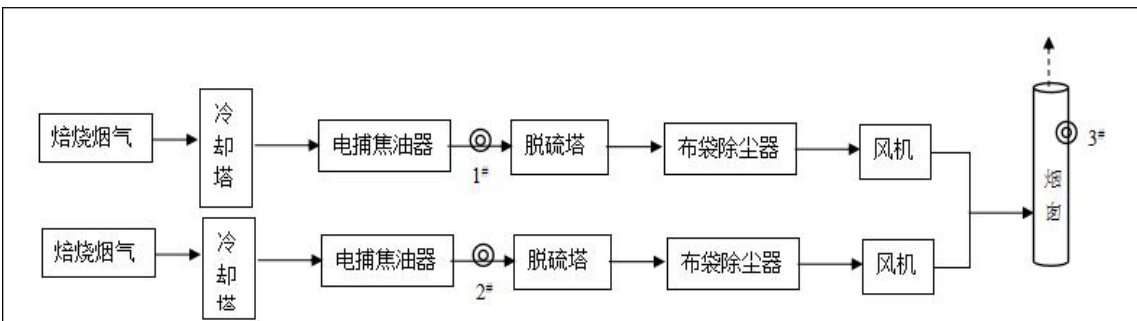 焙烧烟气
冷却塔
电捕焦油器
1#
脱硫塔
布袋除尘器
风机
烟囱
3#
焙烧烟气
冷却塔
电捕焦油器
2#
脱硫塔
布袋除尘器
风机